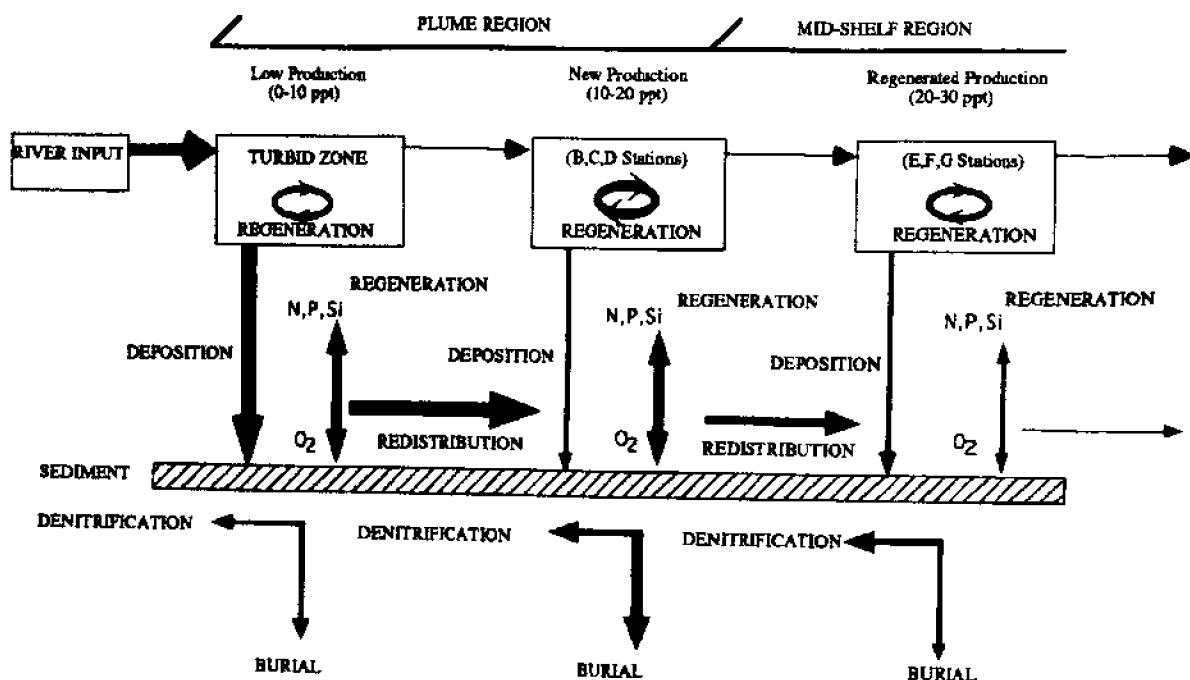 PLUME REGION
MID-SHELF REGION
Low Production
(0-10 ppt)
New Production
(10-20 ppt)
Regenerated Production
(20-30 ppt)
RIVER INPUT
TURBID ZONE
REGENERATION
(B,C,D Stations)
REGENERATION
(E,F,G Stations)
REGENERATION
REGENERATION
N,P,Si
DEPOSITION
O2
REDISTRIBUTION
REGENERATION
N,P,Si
DEPOSITION
O2
REDISTRIBUTION
REGENERATION
N,P,Si
DEPOSITION
O2
SEDIMENT
DENITRIFICATION
DENITRIFICATION
DENITRIFICATION
BURIAL
BURIAL
BURIAL